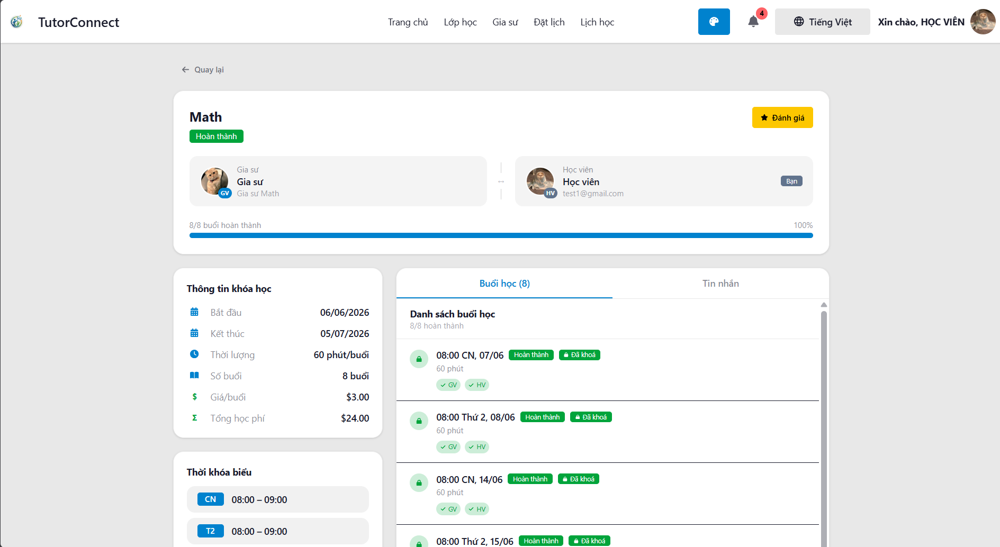 TutorConnect
Trang chủ
Lớp học
Gia sư
Đặt lịch
Lịch học
4
Tiếng Việt
Xin chào, HỌC VIÊN
Quay lại
Math
Hoàn thành
Đánh giá
Gia sư
Gia sư
Gia sư Math
GV
Học viên
Học viên
test1@gmail.com
HV
Bạn
8/8 buổi hoàn thành
100%
Thông tin khóa học
Bắt đầu 06/06/2026
Kết thúc 05/07/2026
Thời lượng 60 phút/buổi
Số buổi 8 buổi
$ Giá/buổi $3.00
Σ Tổng học phí $24.00
Thời khóa biểu
CN 08:00 – 09:00
T2 08:00 – 09:00
Buổi học (8)
Tin nhắn
Danh sách buổi học
8/8 hoàn thành
08:00 CN, 07/06 Hoàn thành Đã khoá
60 phút
GV HV
08:00 Thứ 2, 08/06 Hoàn thành Đã khoá
60 phút
GV HV
08:00 CN, 14/06 Hoàn thành Đã khoá
60 phút
GV HV
08:00 Thứ 2, 15/06 Hoàn thành Đã khoá